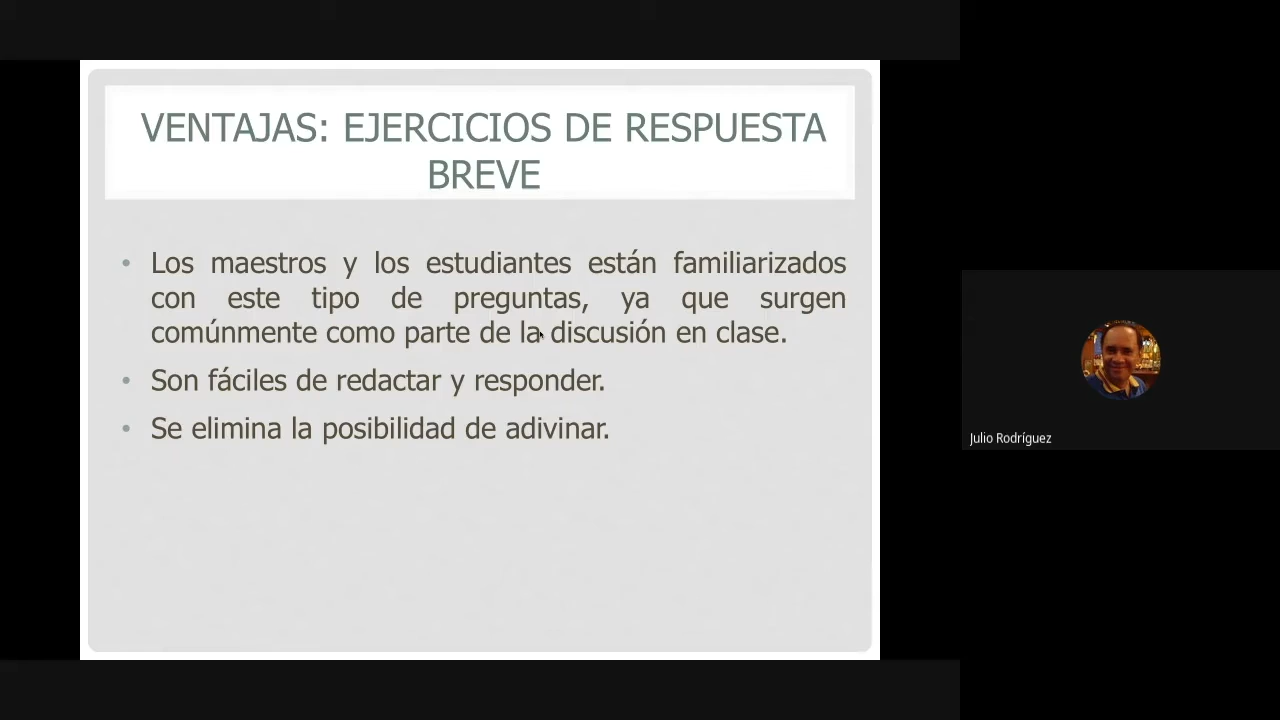 VENTAJAS: EJERCICIOS DE RESPUESTA
BREVE
• Los maestros y los estudiantes están familiarizados
con este tipo de preguntas, ya que surgen
comúnmente como parte de la discusión en clase.
• Son fáciles de redactar y responder.
• Se elimina la posibilidad de adivinar.
Julio Rodríguez